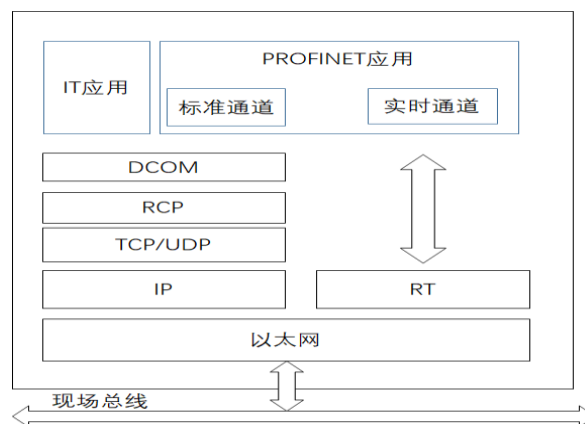 PROFINET应用
IT应用
标准通道
实时通道
DCOM
RCP
TCP/UDP
IP
RT
以太网
现场总线